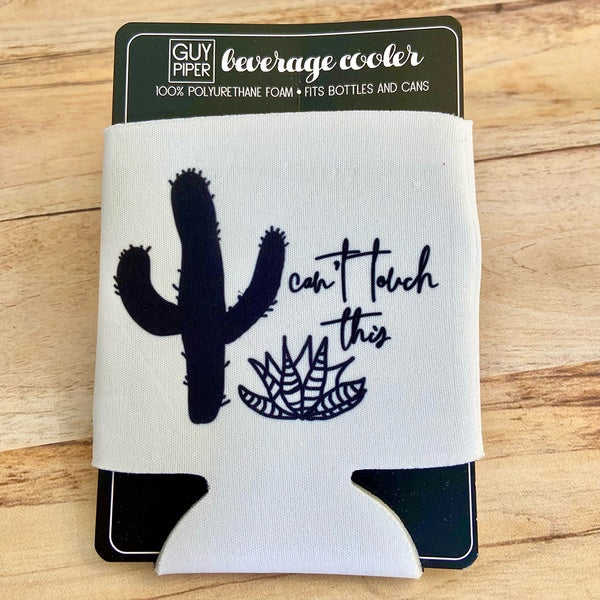 GUY
PIPER
beverage cooler
100% POLYURETHANE FOAM • FITS BOTTLES AND CANS
can't touch
this